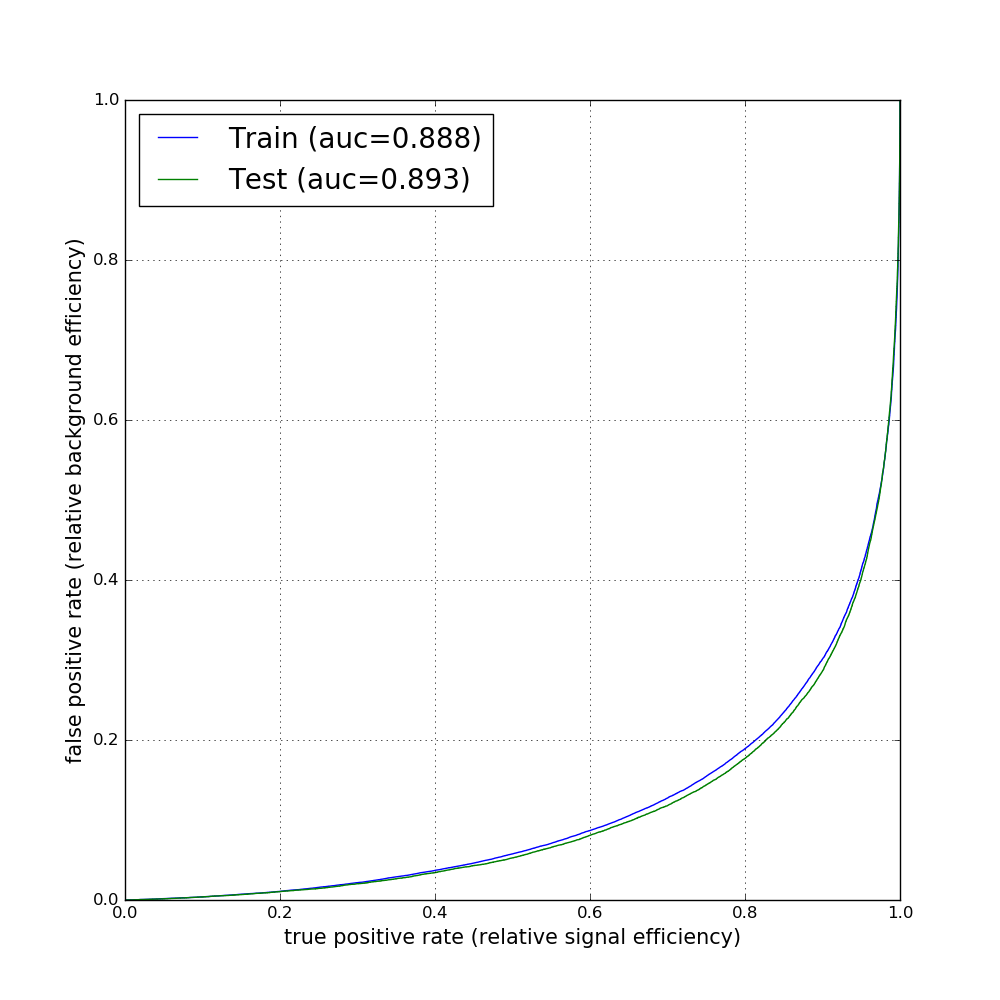 Train (auc=0.888)
Test (auc=0.893)
false positive rate (relative background efficiency)
1.0
0.8
0.6
0.4
0.2
0.0
0.0 0.2 0.4 0.6 0.8 1.0
true positive rate (relative signal efficiency)